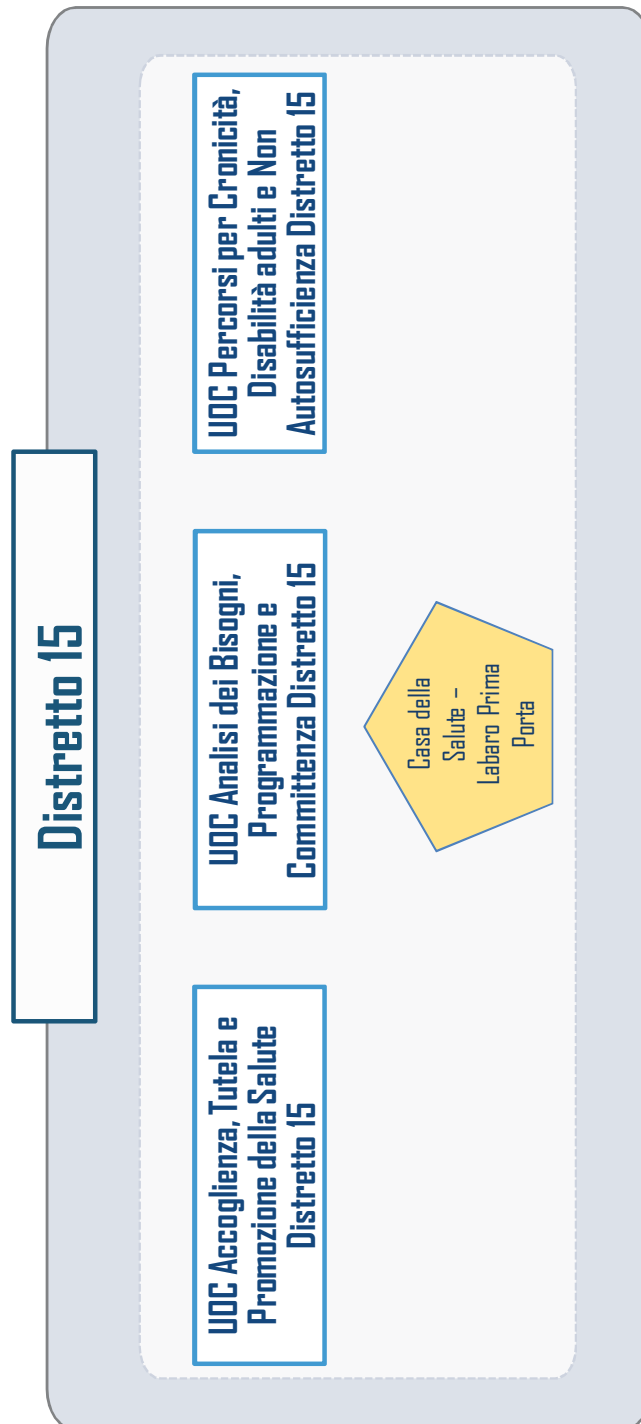 Distretto 15
UOC Accoglienza, Tutela e
Promozione della Salute
Distretto 15
UOC Analisi dei Bisogni,
Programmazione e
Committenza Distretto 15
UOC Percorsi per Cronicità,
Disabilità adulti e Non
Autosufficienza Distretto 15
Casa della
Salute –
Labaro Prima
Porta